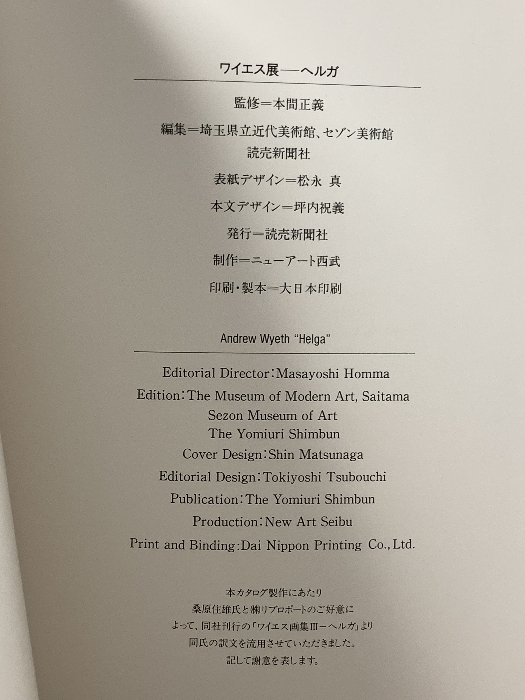 ワイエス展──ヘルガ
監修＝本間正義
編集＝埼玉県立近代美術館、セゾン美術館
読売新聞社
表紙デザイン＝松永 真
本文デザイン＝坪内祝義
発行＝読売新聞社
制作＝ニューアート西武
印刷・製本＝大日本印刷
Andrew Wyeth “Helga”
Editorial Director：Masayoshi Homma
Edition：The Museum of Modern Art, Saitama
Sezon Museum of Art
The Yomiuri Shimbun
Cover Design：Shin Matsunaga
Editorial Design：Tokiyoshi Tsubouchi
Publication：The Yomiuri Shimbun
Production：New Art Seibu
Print and Binding：Dai Nippon Printing Co., Ltd.
本カタログ製作にあたり
桑原住雄氏と㈱リブロポートのご好意に
よって、同社刊行の「ワイエス画集Ⅲ－ヘルガ」より
同氏の訳文を流用させていただきました。
記して謝意を表します。